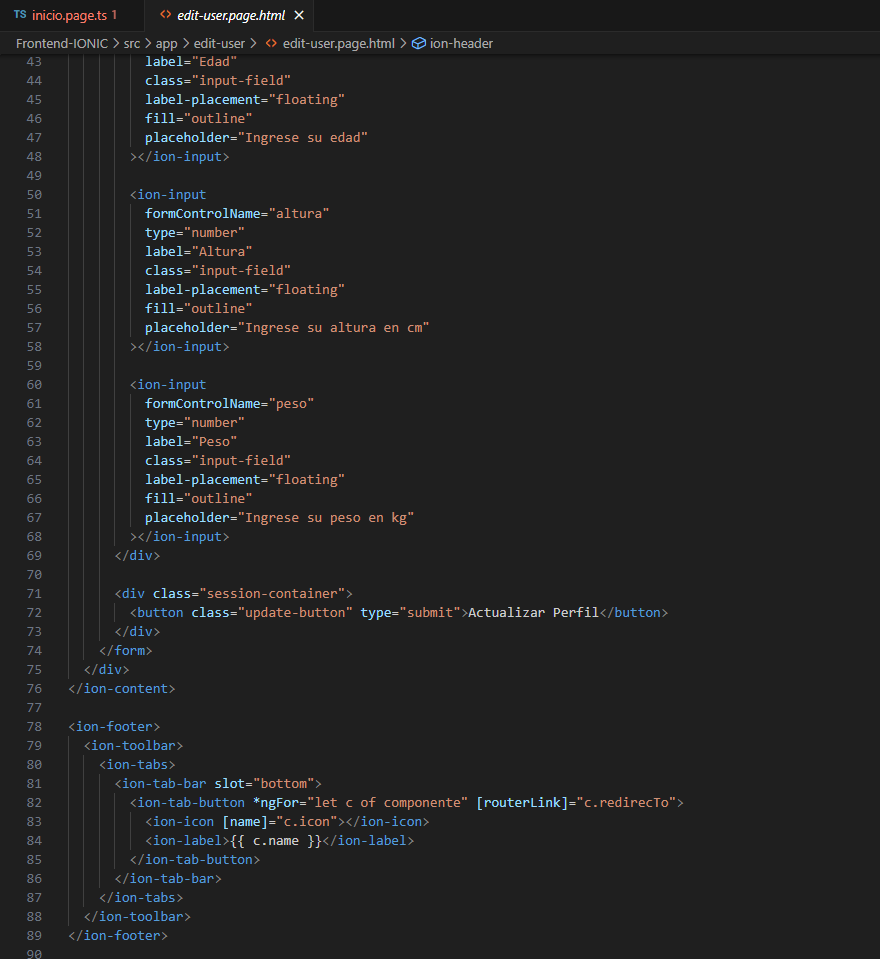 TS inicio.page.ts 1 <> edit-user.page.html ×
Frontend-IONIC > src > app > edit-user > <> edit-user.page.html > ion-header
43 label="Edad"
44 class="input-field"
45 label-placement="floating"
46 fill="outline"
47 placeholder="Ingrese su edad"
48 ></ion-input>
49
50 <ion-input
51 formControlName="altura"
52 type="number"
53 label="Altura"
54 class="input-field"
55 label-placement="floating"
56 fill="outline"
57 placeholder="Ingrese su altura en cm"
58 ></ion-input>
59
60 <ion-input
61 formControlName="peso"
62 type="number"
63 label="Peso"
64 class="input-field"
65 label-placement="floating"
66 fill="outline"
67 placeholder="Ingrese su peso en kg"
68 ></ion-input>
69 </div>
70
71 <div class="session-container">
72 <button class="update-button" type="submit">Actualizar Perfil</button>
73 </div>
74 </form>
75 </div>
76 </ion-content>
77
78 <ion-footer>
79 <ion-toolbar>
80 <ion-tabs>
81 <ion-tab-bar slot="bottom">
82 <ion-tab-button *ngFor="let c of componente" [routerLink]="c.redirecTo">
83 <ion-icon [name]="c.icon"></ion-icon>
84 <ion-label>{{ c.name }}</ion-label>
85 </ion-tab-button>
86 </ion-tab-bar>
87 </ion-tabs>
88 </ion-toolbar>
89 </ion-footer>
90